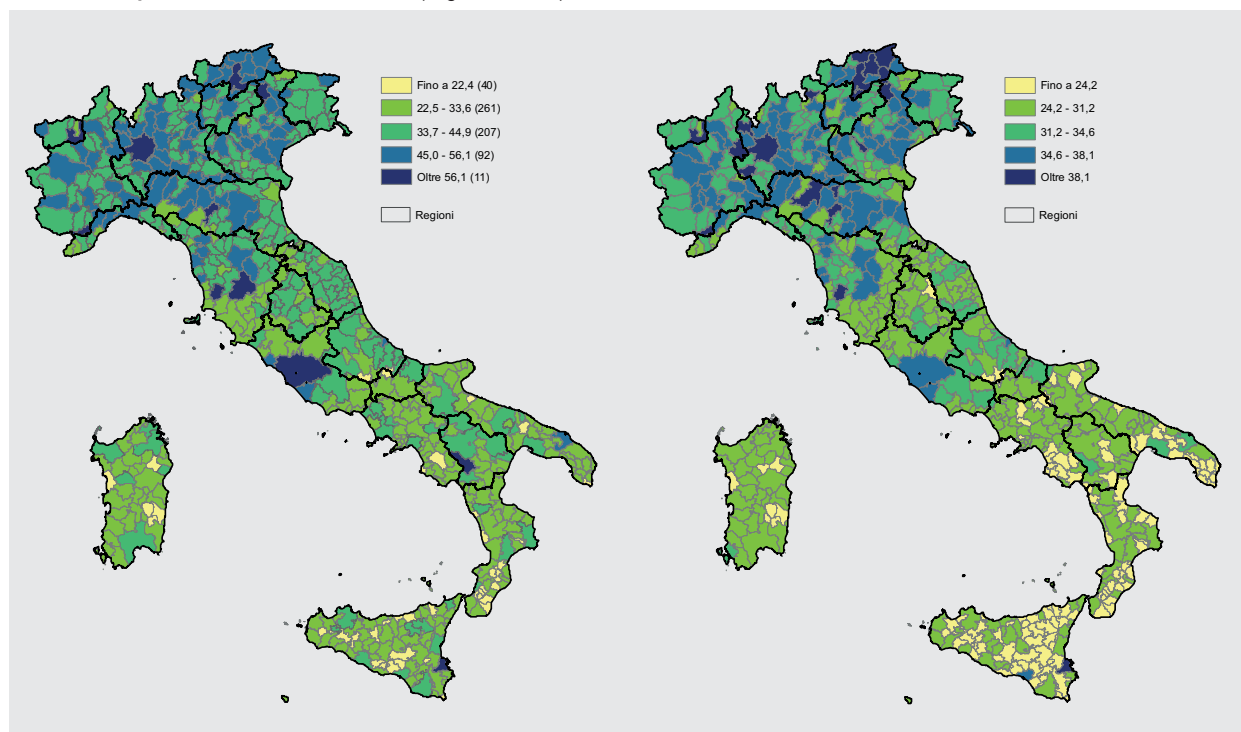 Fino a 22,4 (40)
22,5 - 33,6 (261)
33,7 - 44,9 (207)
45,0 - 56,1 (92)
Oltre 56,1 (11)
Regioni
Fino a 24,2
24,2 - 31,2
31,2 - 34,6
34,6 - 38,1
Oltre 38,1
Regioni